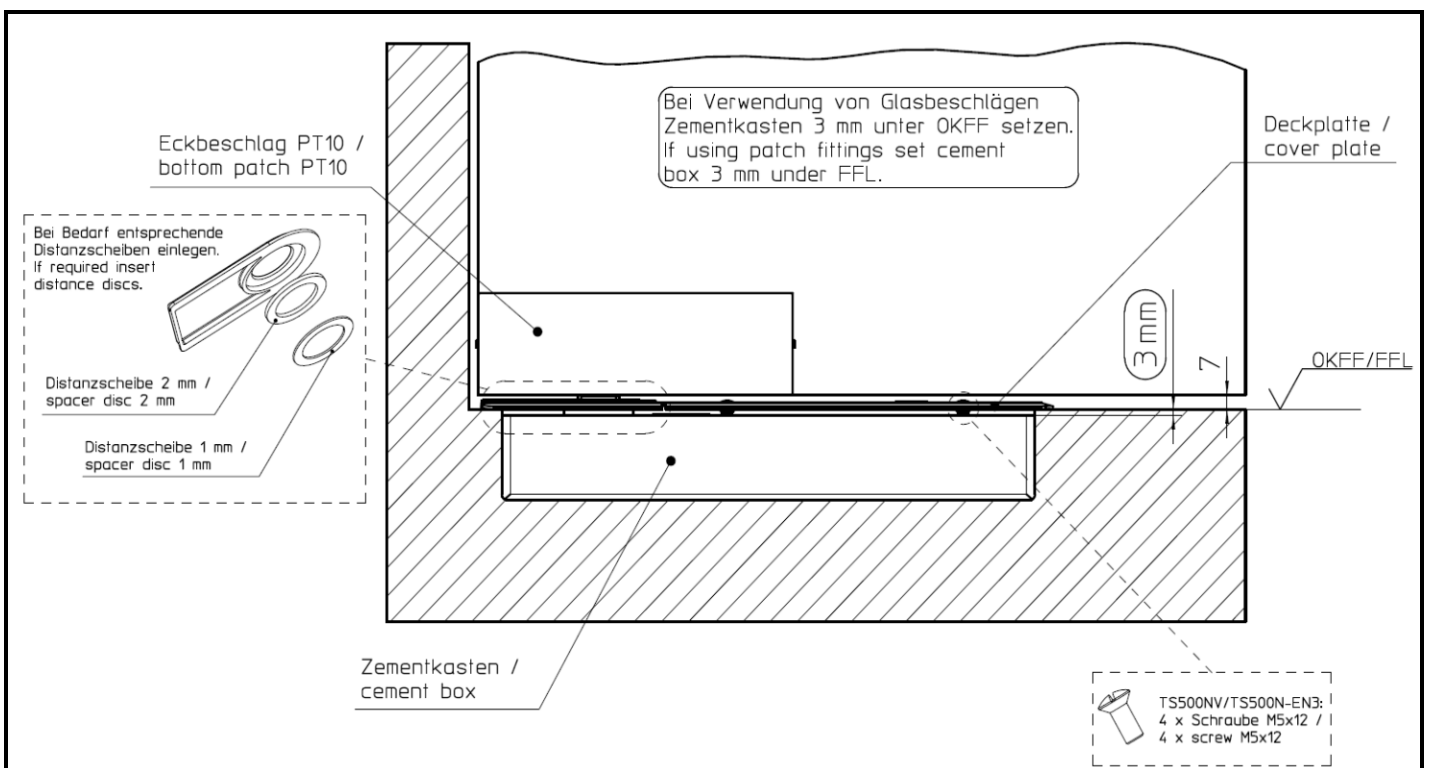 Bei Verwendung von Glasbeschlägen
Zementkasten 3 mm unter OKFF setzen.
If using patch fittings set cement
box 3 mm under FFL.
Deckplatte /
cover plate
Eckbeschlag PT10 /
bottom patch PT10
Bei Bedarf entsprechende
Distanzscheiben einlegen.
If required insert
distance discs.
Distanzscheibe 2 mm /
spacer disc 2 mm
Distanzscheibe 1 mm /
spacer disc 1 mm
3 mm
7
OKFF/FFL
Zementkasten /
cement box
TS500NV/TS500N-EN3:
4 x Schraube M5x12 /
4 x screw M5x12